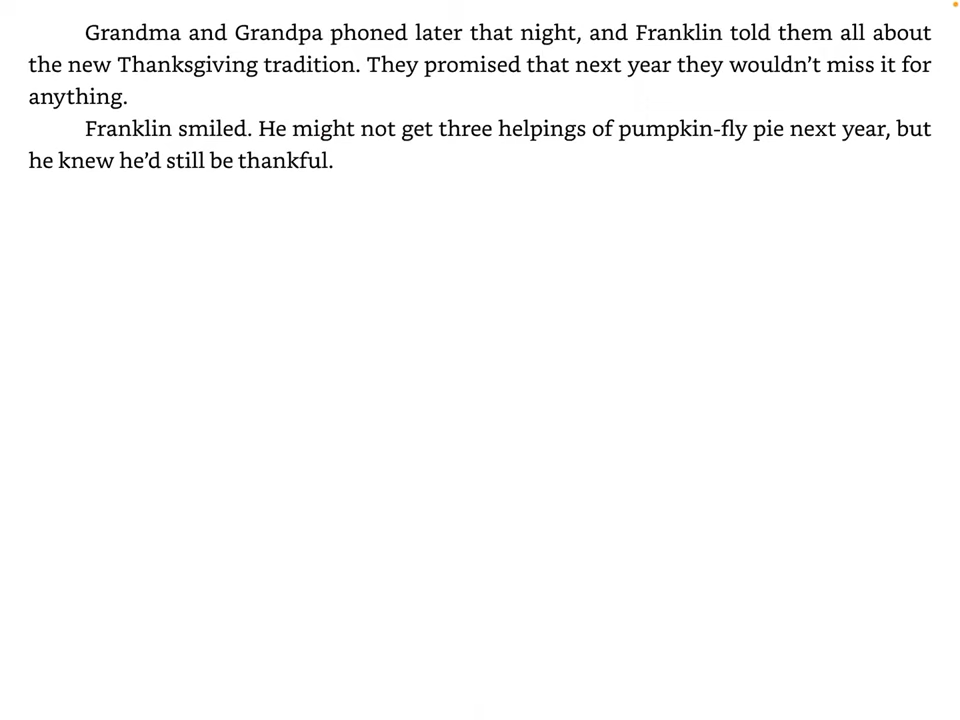 Grandma and Grandpa phoned later that night, and Franklin told them all about
the new Thanksgiving tradition. They promised that next year they wouldn’t miss it for
anything.
Franklin smiled. He might not get three helpings of pumpkin-fly pie next year, but
he knew he’d still be thankful.